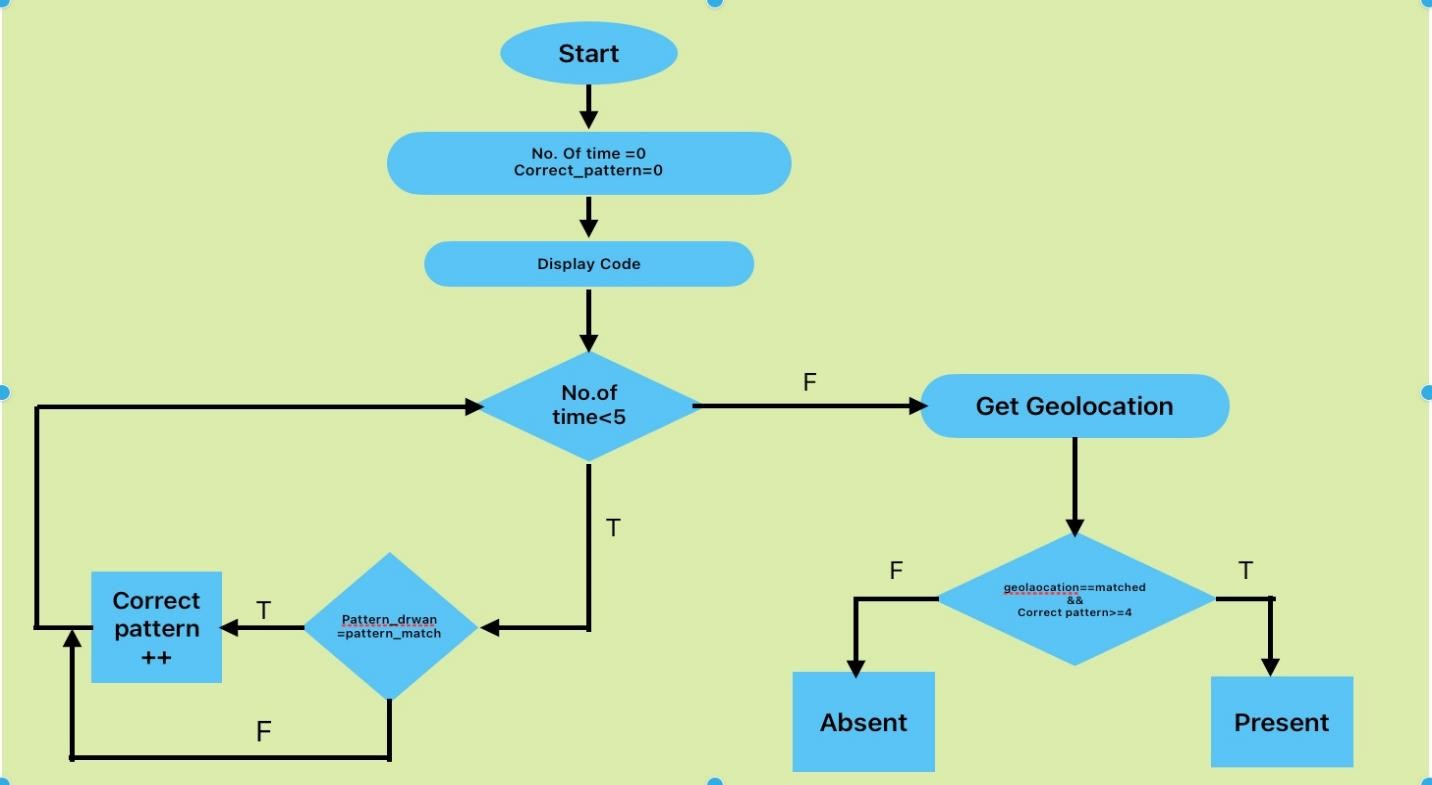 Start
No. Of time =0
Correct_pattern=0
Display Code
No.of
time<5
F
Get Geolocation
T
Correct
pattern
++
T
Pattern_drwan
=pattern_match
F
F
geolaocation==matched
&&
Correct pattern>=4
T
Absent
Present